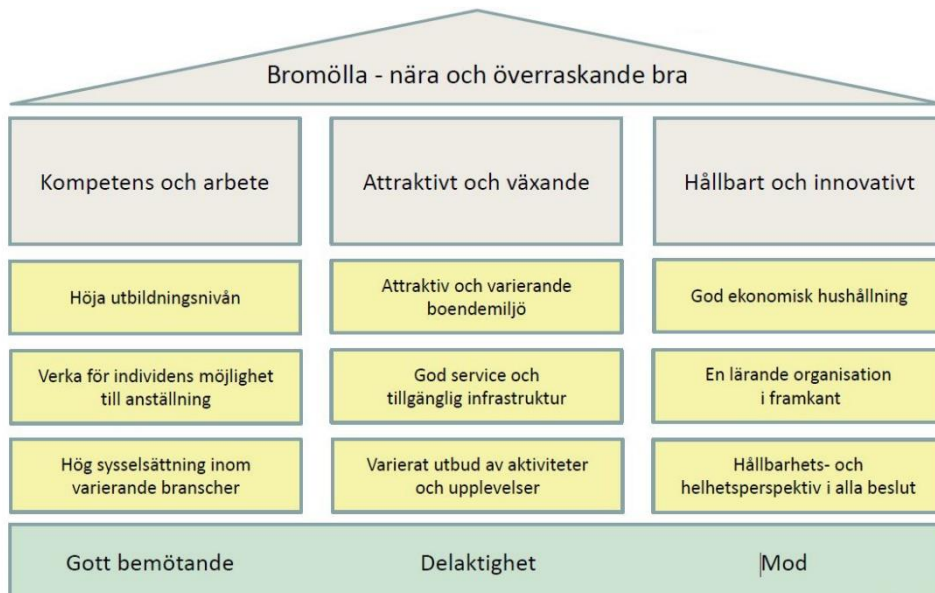 Bromölla - nära och överraskande bra
Kompetens och arbete
Attraktivt och växande
Hållbart och innovativt
Höja utbildningsnivån
Attraktiv och varierande
boendemiljö
God ekonomisk hushållning
Verka för individens möjlighet
till anställning
God service och
tillgänglig infrastruktur
En lärande organisation
i framkant
Hög sysselsättning inom
varierande branscher
Varierat utbud av aktiviteter
och upplevelser
Hållbarhets- och
helhetsperspektiv i alla beslut
Gott bemötande
Delaktighet
Mod